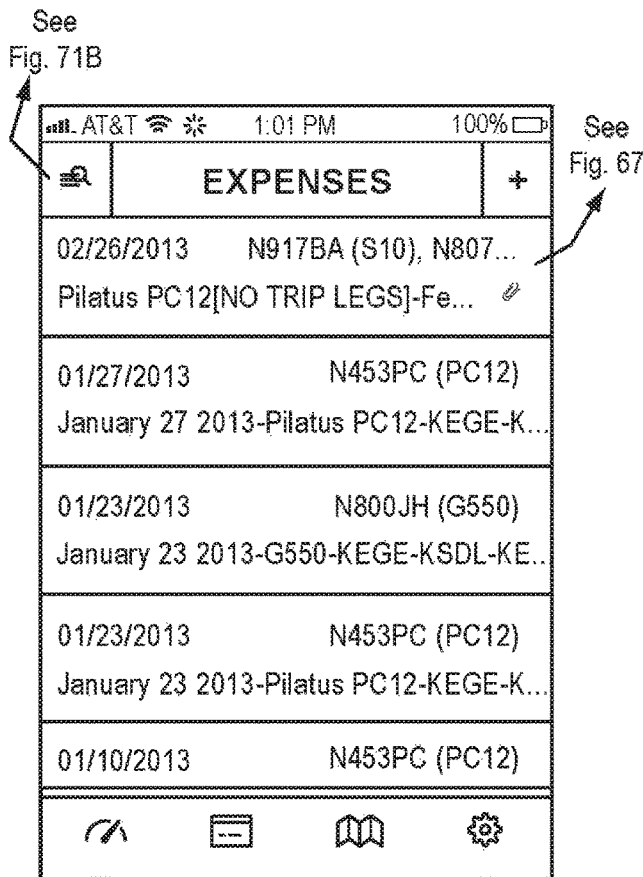 See
Fig. 71B
AT&T 1:01 PM 100%
See
Fig. 67
EXPENSES +
02/26/2013 N917BA (S10), N807...
Pilatus PC12[NO TRIP LEGS]-Fe...
01/27/2013 N453PC (PC12)
January 27 2013-Pilatus PC12-KEGE-K...
01/23/2013 N800JH (G550)
January 23 2013-G550-KEGE-KSDL-KE...
01/23/2013 N453PC (PC12)
January 23 2013-Pilatus PC12-KEGE-K...
01/10/2013 N453PC (PC12)